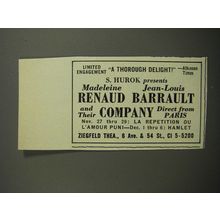 UNITED ENGAGEMENT "A THOROUGH DELIGHT!" —Atkinson Times
S. HUROK presents
Madeleine Jean-Louis
RENAUD BARRAULT
and Their COMPANY Direct from PARIS
Nov. 27 thru 29: LA REPETITION OU
L'AMOUR PUNI—Dec. 1 thru 6: HAMLET
ZIEGFELD THEA., 6 Ave. & 54 St., CI 5-5200